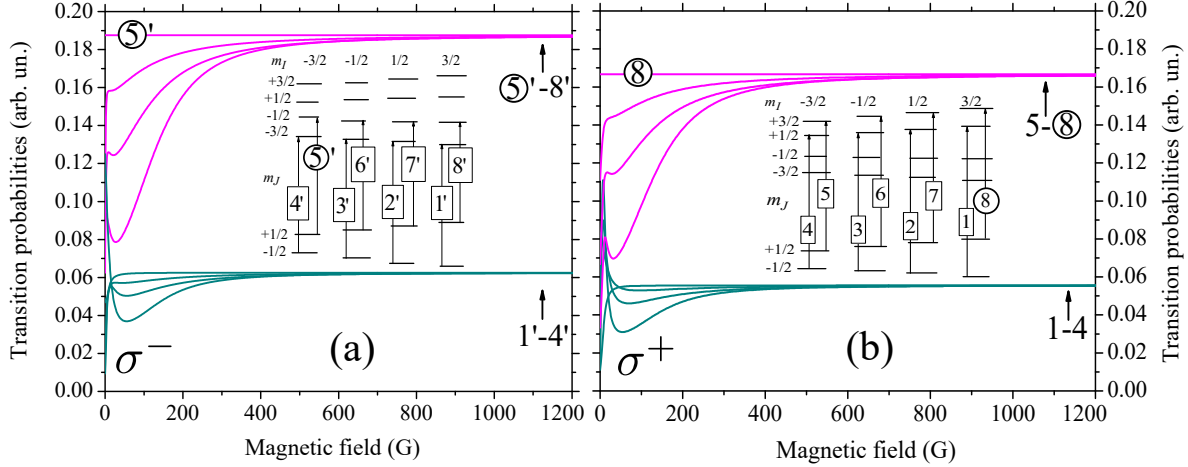 Transition probabilities (arb. un.)
0.20
0.18
0.16
0.14
0.12
0.10
0.08
0.06
0.04
0.02
0.00
5'
m_I -3/2 -1/2 1/2 3/2
+3/2
+1/2
-1/2
-3/2
m_J
+1/2
-1/2
4' 5' 3' 6' 2' 7' 1' 8'
5'-8'
1'-4'
σ− (a)
0 200 400 600 800 1000 1200
Magnetic field (G)
8
m_I -3/2 -1/2 1/2 3/2
+3/2
+1/2
-1/2
-3/2
m_J
+1/2
-1/2
4 5 3 6 2 7 1 8
5-8
1-4
σ+ (b)
0 200 400 600 800 1000 1200
Magnetic field (G)
0.20
0.18
0.16
0.14
0.12
0.10
0.08
0.06
0.04
0.02
0.00
Transition probabilities (arb. un.)